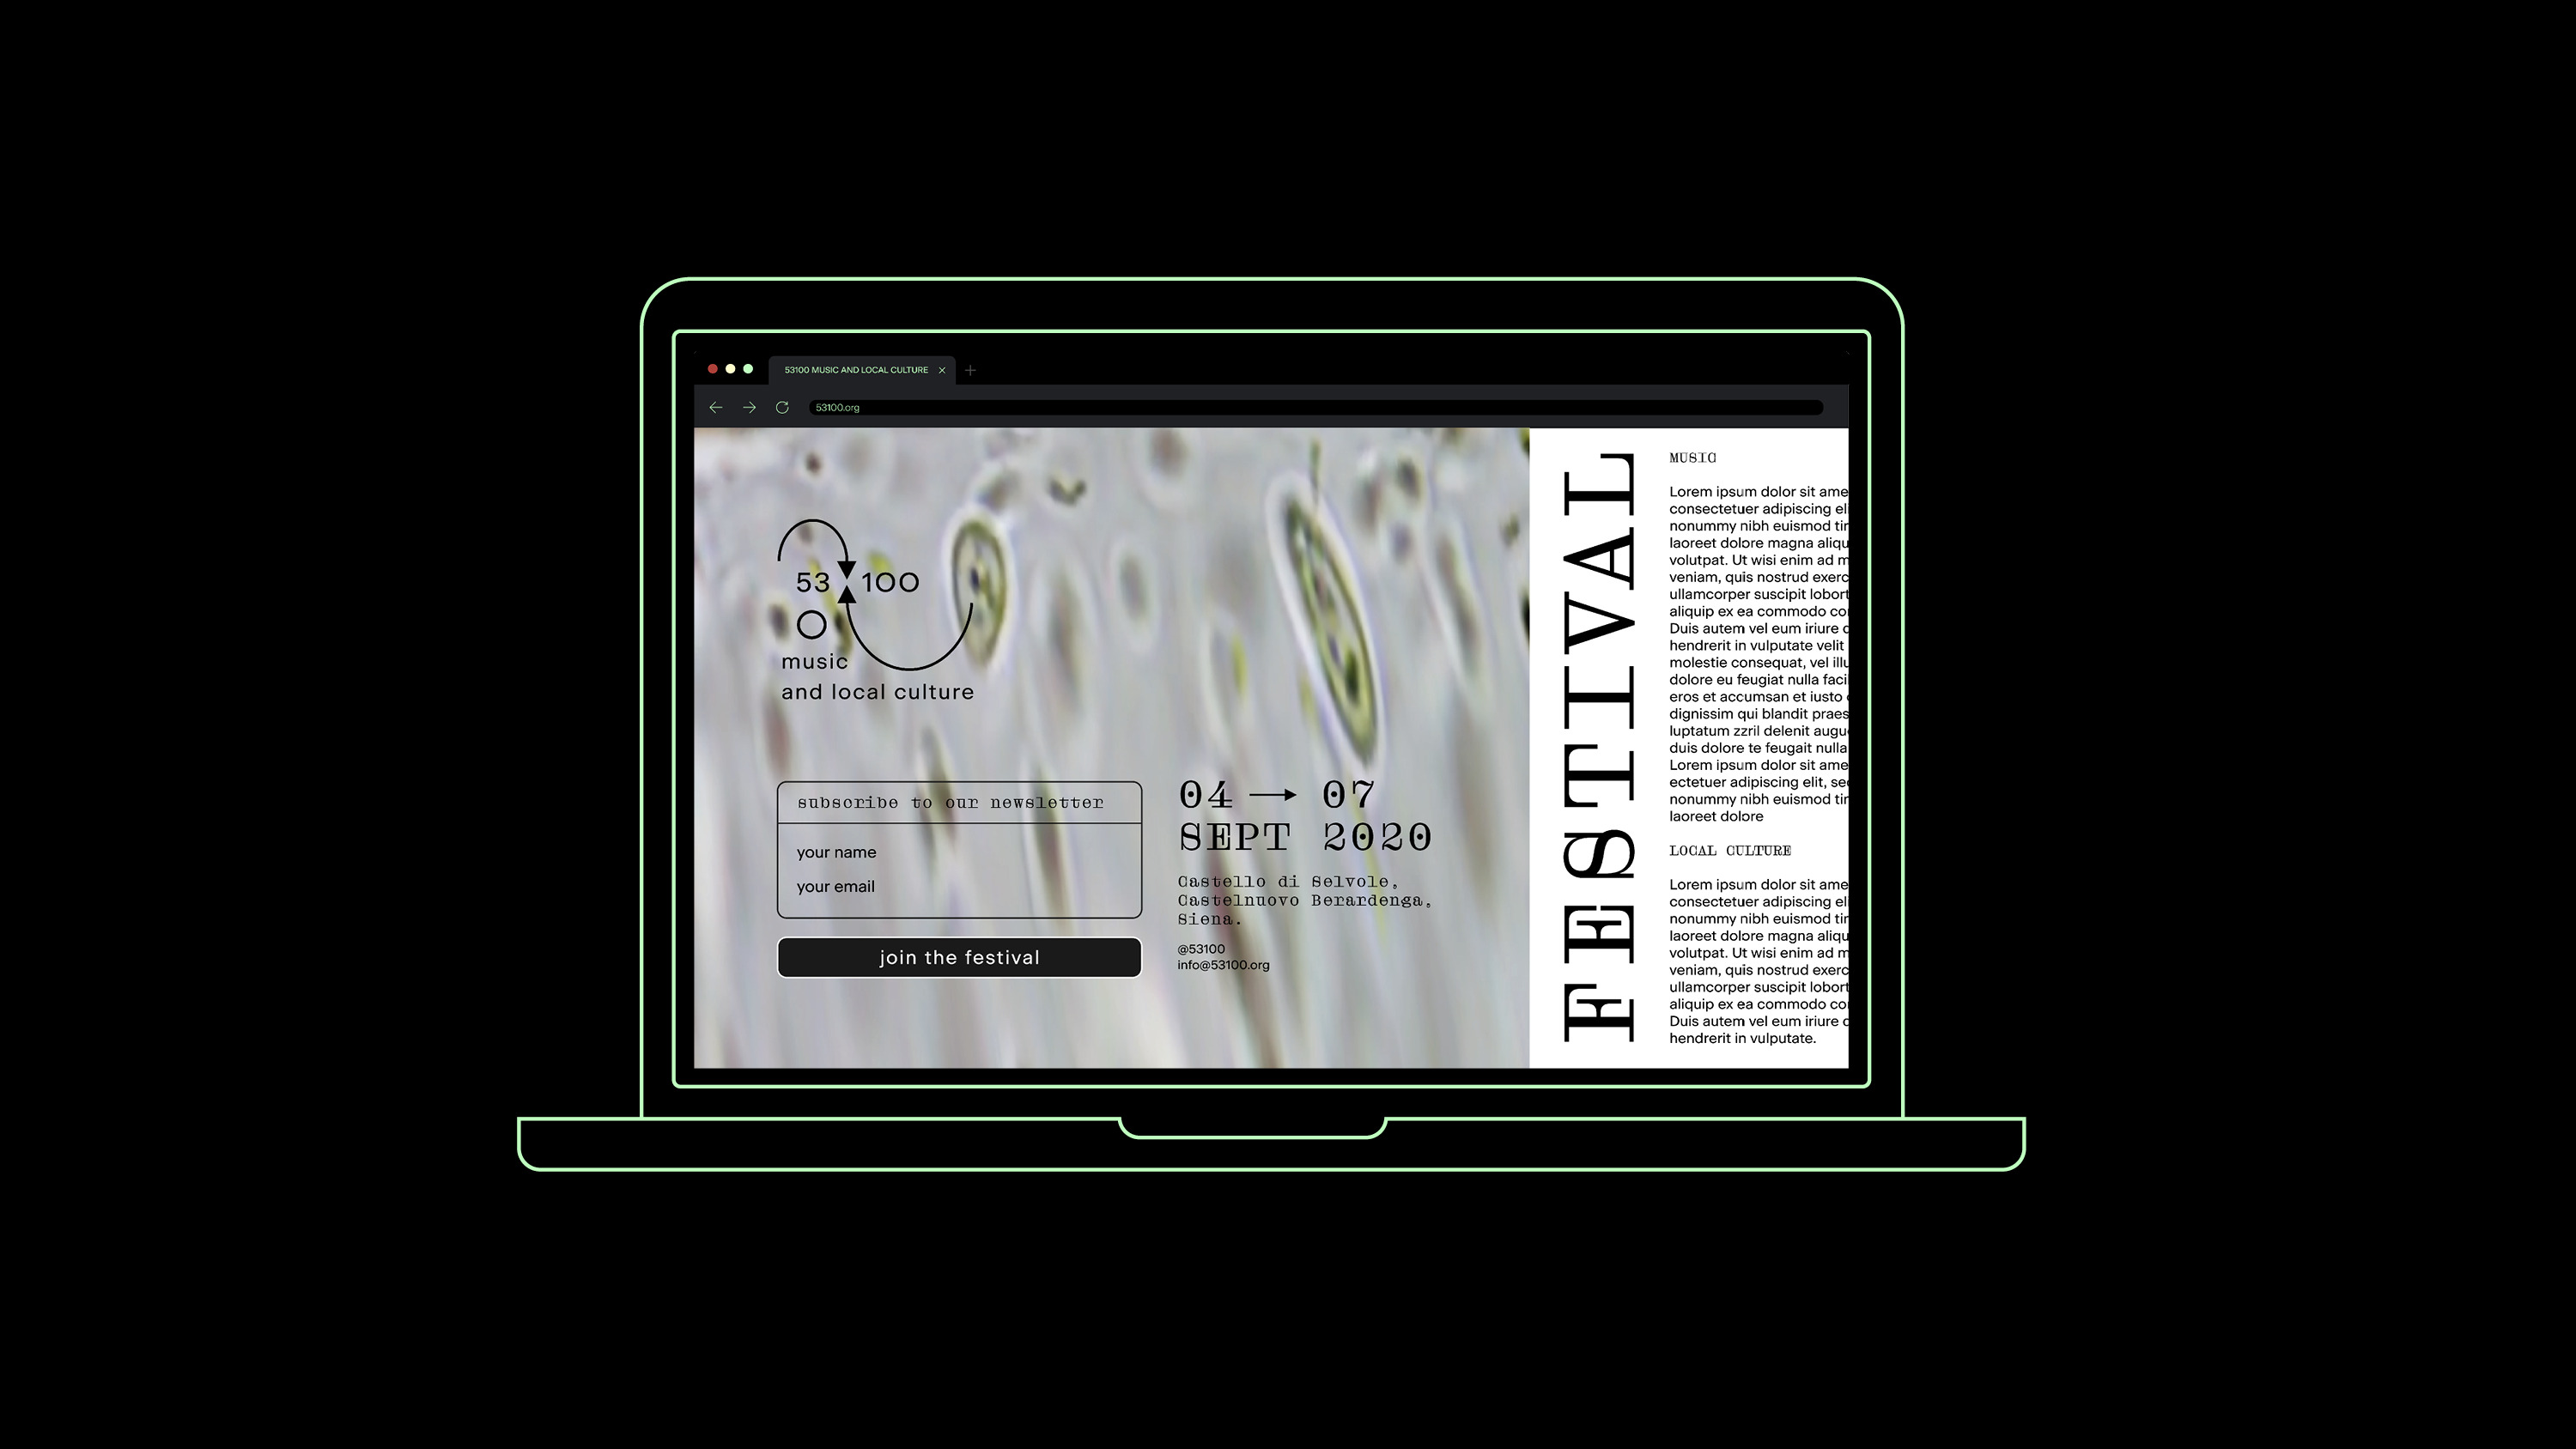 53100 MUSIC AND LOCAL CULTURE
53100.org
53 100
music
and local culture
subscribe to our newsletter
your name
your email
join the festival
04 → 07
SEPT 2020
Castello di Selvole,
Castelnuovo Berardenga,
Siena.
@53100
info@53100.org
FESTIVAL
MUSIC
Lorem ipsum dolor sit ame
consectetuer adipiscing eli
nonummy nibh euismod tin
laoreet dolore magna aliqu
volutpat. Ut wisi enim ad m
veniam, quis nostrud exerc
ullamcorper suscipit lobort
aliquip ex ea commodo co
Duis autem vel eum iriure d
hendrerit in vulputate velit
molestie consequat, vel illu
dolore eu feugiat nulla facil
eros et accumsan et iusto
dignissim qui blandit praes
luptatum zzril delenit augu
duis dolore te feugait nulla
Lorem ipsum dolor sit ame
ectetuer adipiscing elit, sed
nonummy nibh euismod tin
laoreet dolore
LOCAL CULTURE
Lorem ipsum dolor sit ame
consectetuer adipiscing eli
nonummy nibh euismod tin
laoreet dolore magna aliqu
volutpat. Ut wisi enim ad m
veniam, quis nostrud exerc
ullamcorper suscipit lobort
aliquip ex ea commodo co
Duis autem vel eum iriure d
hendrerit in vulputate.